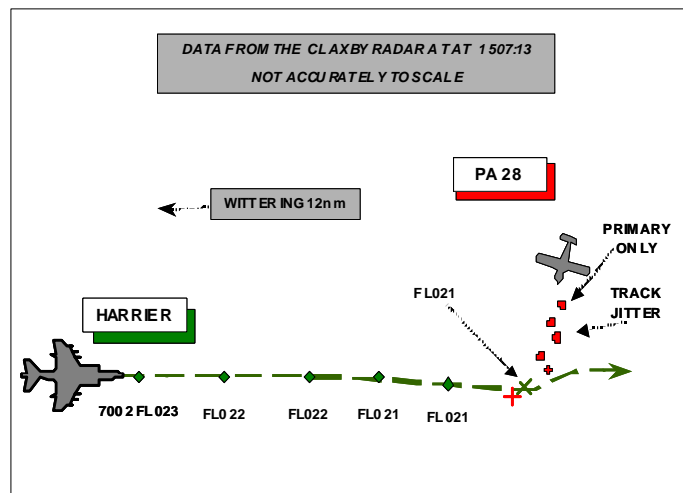 DATA FROM THE CLAXBY RADAR AT AT 1507:13
NOT ACCURATELY TO SCALE
PA 28
WITTERING 12nm
PRIMARY
ONLY
FL021
TRACK
JITTER
HARRIER
7002 FL023
FL022
FL022
FL021
FL021